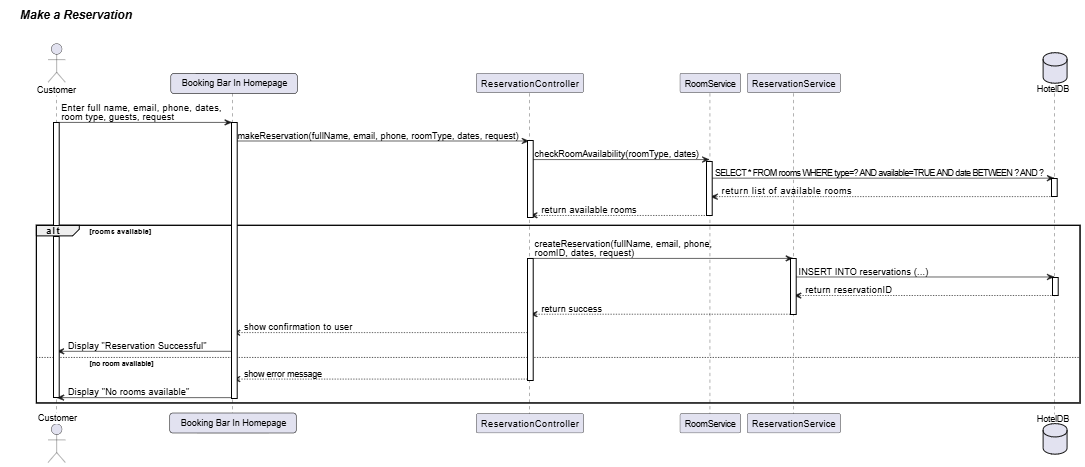 Make a Reservation
Customer
Booking Bar In Homepage
ReservationController
RoomService
ReservationService
HotelDB
Enter full name, email, phone, dates,
room type, guests, request
makeReservation(fullName, email, phone, roomType, dates, request)
checkRoomAvailability(roomType, dates)
SELECT * FROM rooms WHERE type=? AND available=TRUE AND date BETWEEN ? AND ?
return list of available rooms
return available rooms
alt
[rooms available]
createReservation(fullName, email, phone,
roomID, dates, request)
INSERT INTO reservations (...)
return reservationID
return success
show confirmation to user
Display "Reservation Successful"
[no room available]
show error message
Display "No rooms available"
Customer
Booking Bar In Homepage
ReservationController
RoomService
ReservationService
HotelDB